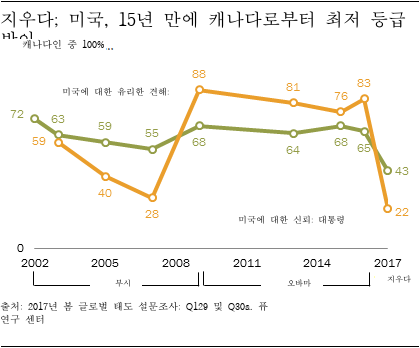 지우다; 미국, 15년 만에 캐나다로부터 최저 등급
받이
캐나다인 중 100%
미국에 대한 유리한 견해:
88
81
83
76
72
63
59
55
59
68
64
68
65
40
28
43
22
미국에 대한 신뢰: 대통령
0
2002 2005 2008 2011 2014 2017
부시 오바마 지우다
출처: 2017년 봄 글로벌 태도 설문조사: Q129 및 Q30a. 퓨
연구 센터